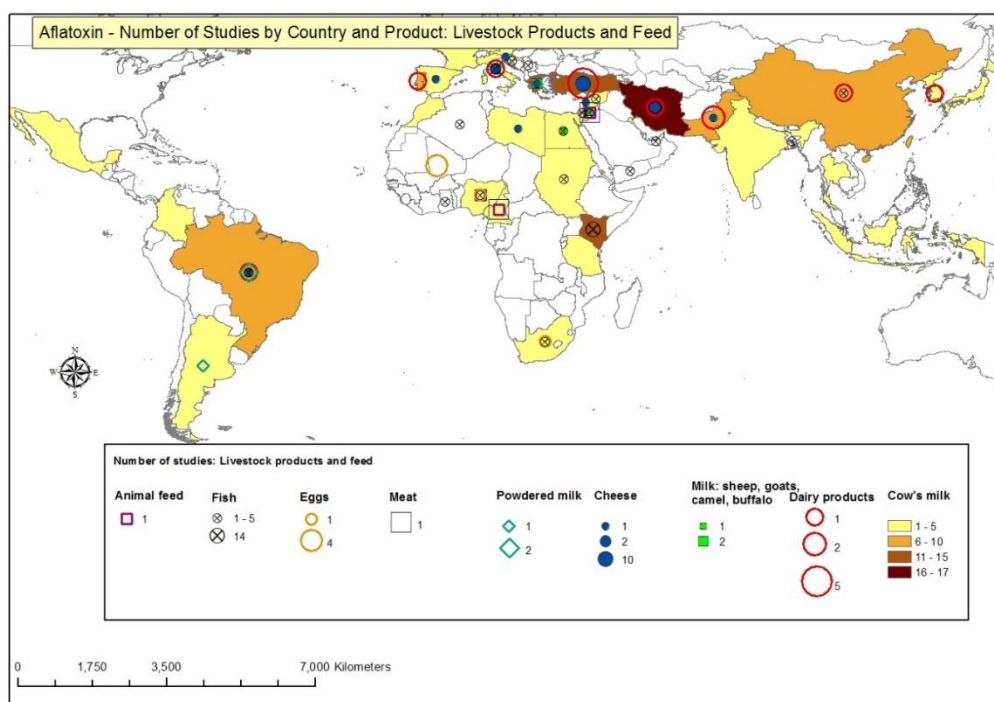 Aflatoxin - Number of Studies by Country and Product: Livestock Products and Feed
N
W E
S
Number of studies: Livestock products and feed
Animal feed
1
Fish
1 - 5
14
Eggs
1
4
Meat
1
Powdered milk
1
2
Cheese
1
2
10
Milk: sheep, goats,
camel, buffalo
1
2
Dairy products
1
2
5
Cow's milk
1 - 5
6 - 10
11 - 15
16 - 17
0 1,750 3,500 7,000 Kilometers